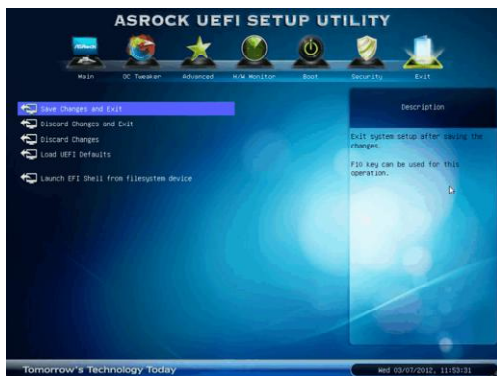 ASROCK UEFI SETUP UTILITY
ASRock
Main OC Tweaker Advanced H/W Monitor Boot Security Exit
Save Changes and Exit
Discard Changes and Exit
Discard Changes
Load UEFI Defaults
Launch EFI Shell from filesystem device
Description
Exit system setup after saving the
changes.
F10 key can be used for this
operation.
Tomorrow's Technology Today
Wed 03/07/2012, 11:53:31